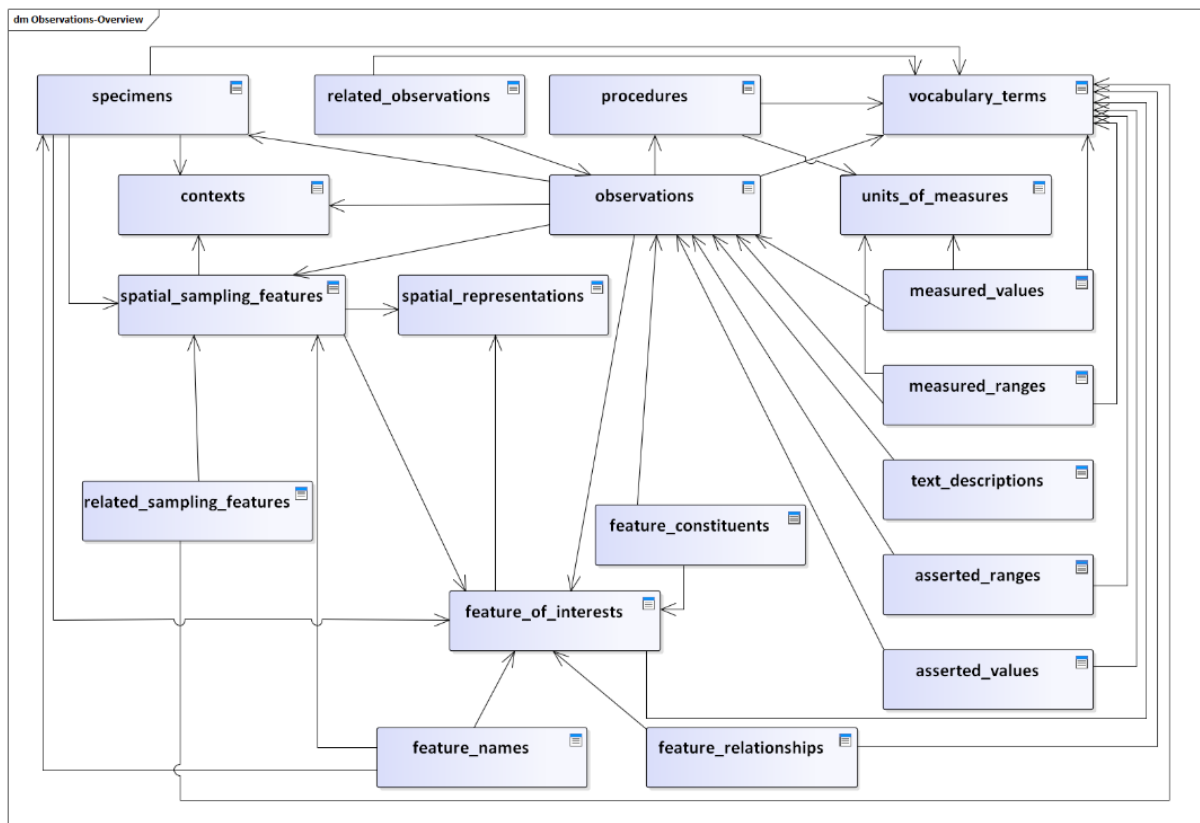 dm Observations-Overview
specimens
related_observations
procedures
vocabulary_terms
contexts
observations
units_of_measures
spatial_sampling_features
spatial_representations
measured_values
measured_ranges
related_sampling_features
text_descriptions
feature_constituents
asserted_ranges
feature_of_interests
asserted_values
feature_names
feature_relationships